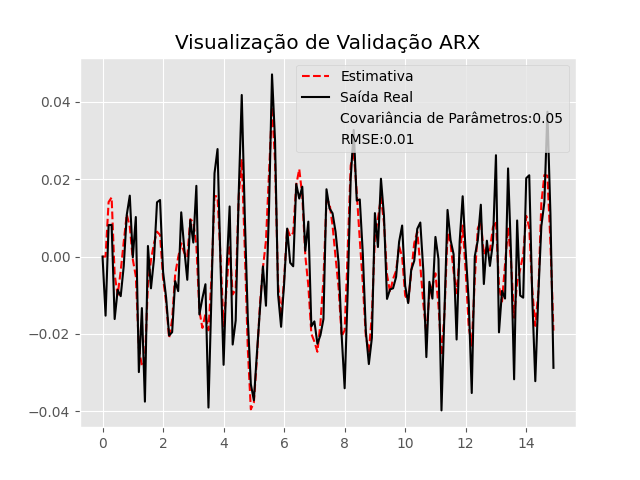 Visualização de Validação ARX
Estimativa
Saída Real
Covariância de Parâmetros:0.05
RMSE:0.01
0.04
0.02
0.00
−0.02
−0.04
0 2 4 6 8 10 12 14